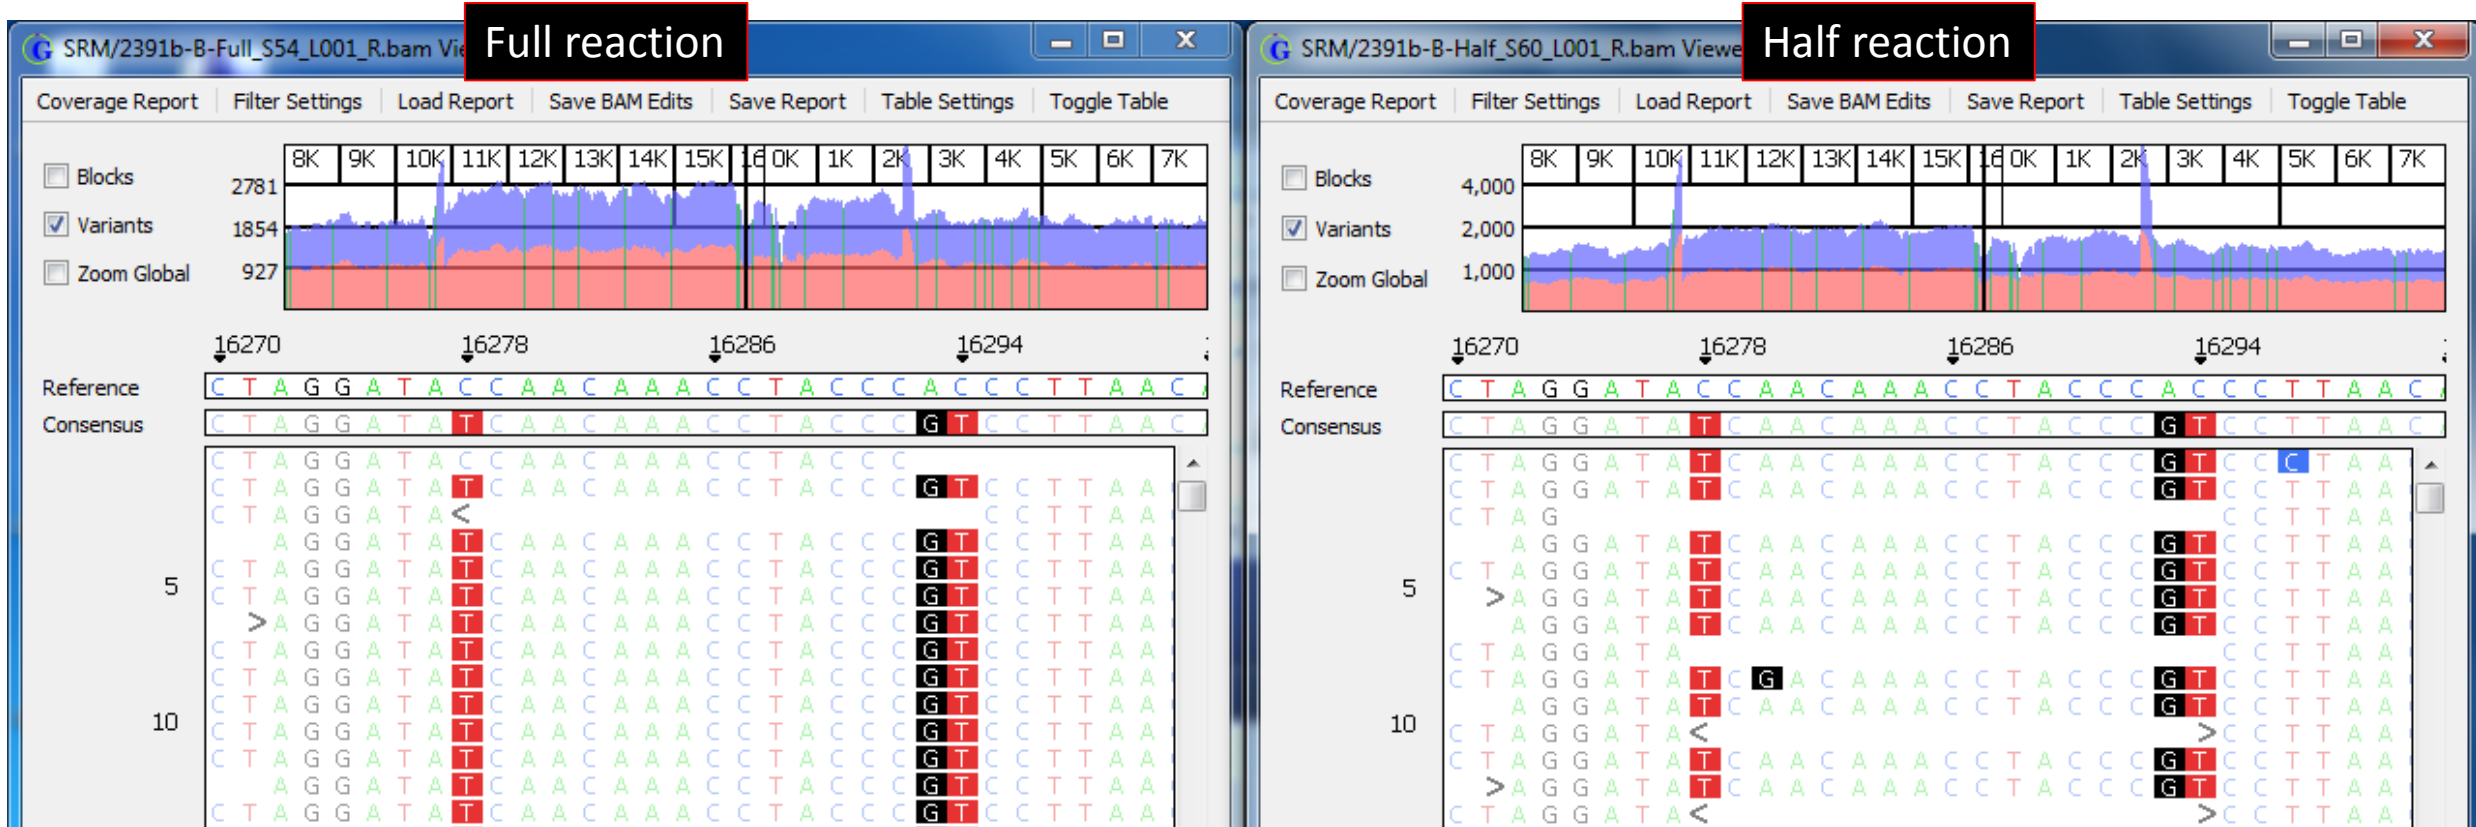 Full reaction
SRM/2391b-B-Full_S54_L001_R.bam Vie
Coverage Report Filter Settings Load Report Save BAM Edits Save Report Table Settings Toggle Table
8K 9K 10K 11K 12K 13K 14K 15K 16 0K 1K 2K 3K 4K 5K 6K 7K
Blocks
Variants
Zoom Global
2781
1854
927
16270 16278 16286 16294
Reference C T A G G A T A C C A A C A A A C C T A C C C A C C C T T A A C A
Consensus C T A G G A T A T C A A C A A A C C T A C C C G T C C T T A A C
C T A G G A T A C C A A C A A A C C T A C C C
C T A G G A T A T C A A C A A A C C T A C C C G T C C T T A A
C T A G G A T A < C C T T A A
A G G A T A T C A A C A A A C C T A C C C G T C C T T A A
5 C T A G G A T A T C A A C A A A C C T A C C C G T C C T T A A
C T A G G A T A T C A A C A A A C C T A C C C G T C C T T A A
> A G G A T A T C A A C A A A C C T A C C C G T C C T T A A
C T A G G A T A T C A A C A A A C C T A C C C G T C C T T A A
C T A G G A T A T C A A C A A A C C T A C C C G T C C T T A A
10 C T A G G A T A T C A A C A A A C C T A C C C G T C C T T A A
C T A G G A T A T C A A C A A A C C T A C C C G T C C T T A A
C T A G G A T A T C A A C A A A C C T A C C C G T C C T T A A
A G G A T A T C A A C A A A C C T A C C C G T C C T T A A
C T A G G A T A T C A A C A A A C C T A C C C G T C C T T A A
Half reaction
SRM/2391b-B-Half_S60_L001_R.bam Viewe
Coverage Report Filter Settings Load Report Save BAM Edits Save Report Table Settings Toggle Table
8K 9K 10K 11K 12K 13K 14K 15K 16 0K 1K 2K 3K 4K 5K 6K 7K
Blocks
Variants
Zoom Global
4,000
2,000
1,000
16270 16278 16286 16294
Reference C T A G G A T A C C A A C A A A C C T A C C C A C C C T T A A C
Consensus C T A G G A T A T C A A C A A A C C T A C C C G T C C T T A A C
C T A G G A T A T C A A C A A A C C T A C C C G T C C C T A A
C T A G G A T A T C A A C A A A C C T A C C C G T C C T T A A
C T A G C C T T A A
A G G A T A T C A A C A A A C C T A C C C G T C C T T A A
5 C T A G G A T A T C A A C A A A C C T A C C C G T C C T T A A
> A G G A T A T C A A C A A A C C T A C C C G T C C T T A A
A G G A T A T C A A C A A A C C T A C C C G T C C T T A A
C T A G G A T A C C T T A A
C T A G G A T A T C G A C A A A C C T A C C C G T C C T T A A
10 A G G A T A T C A A C A A A C C T A C C C G T C C T T A A
C T A G G A T A < > C C T T A A
C T A G G A T A T C A A C A A A C C T A C C C G T C C T T A A
> A G G A T A T C A A C A A A C C T A C C C G T C C T T A A
C T A G G A T A < > C C T T A A